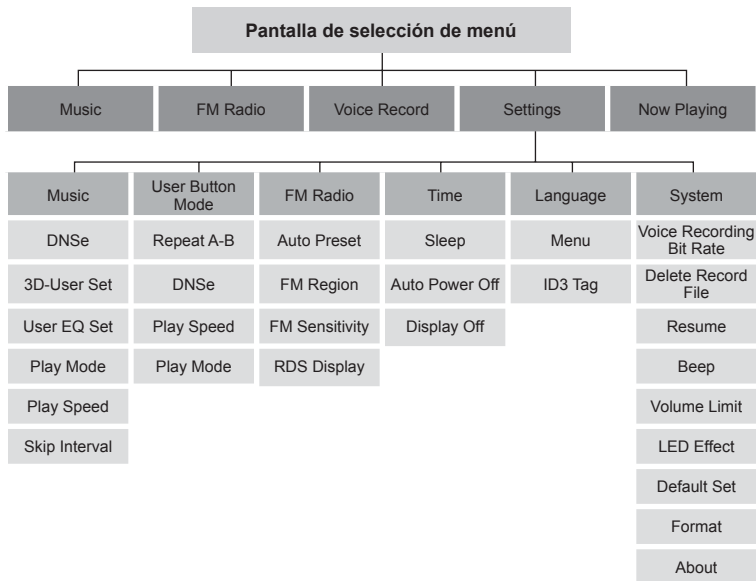 Pantalla de selección de menú
Music
FM Radio
Voice Record
Settings
Now Playing
Music
User Button
Mode
FM Radio
Time
Language
System
DNSe
Repeat A-B
Auto Preset
Sleep
Menu
Voice Recording
Bit Rate
3D-User Set
DNSe
FM Region
Auto Power Off
ID3 Tag
Delete Record
File
User EQ Set
Play Speed
FM Sensitivity
Display Off
Resume
Play Mode
Play Mode
RDS Display
Beep
Play Speed
Volume Limit
Skip Interval
LED Effect
Default Set
Format
About